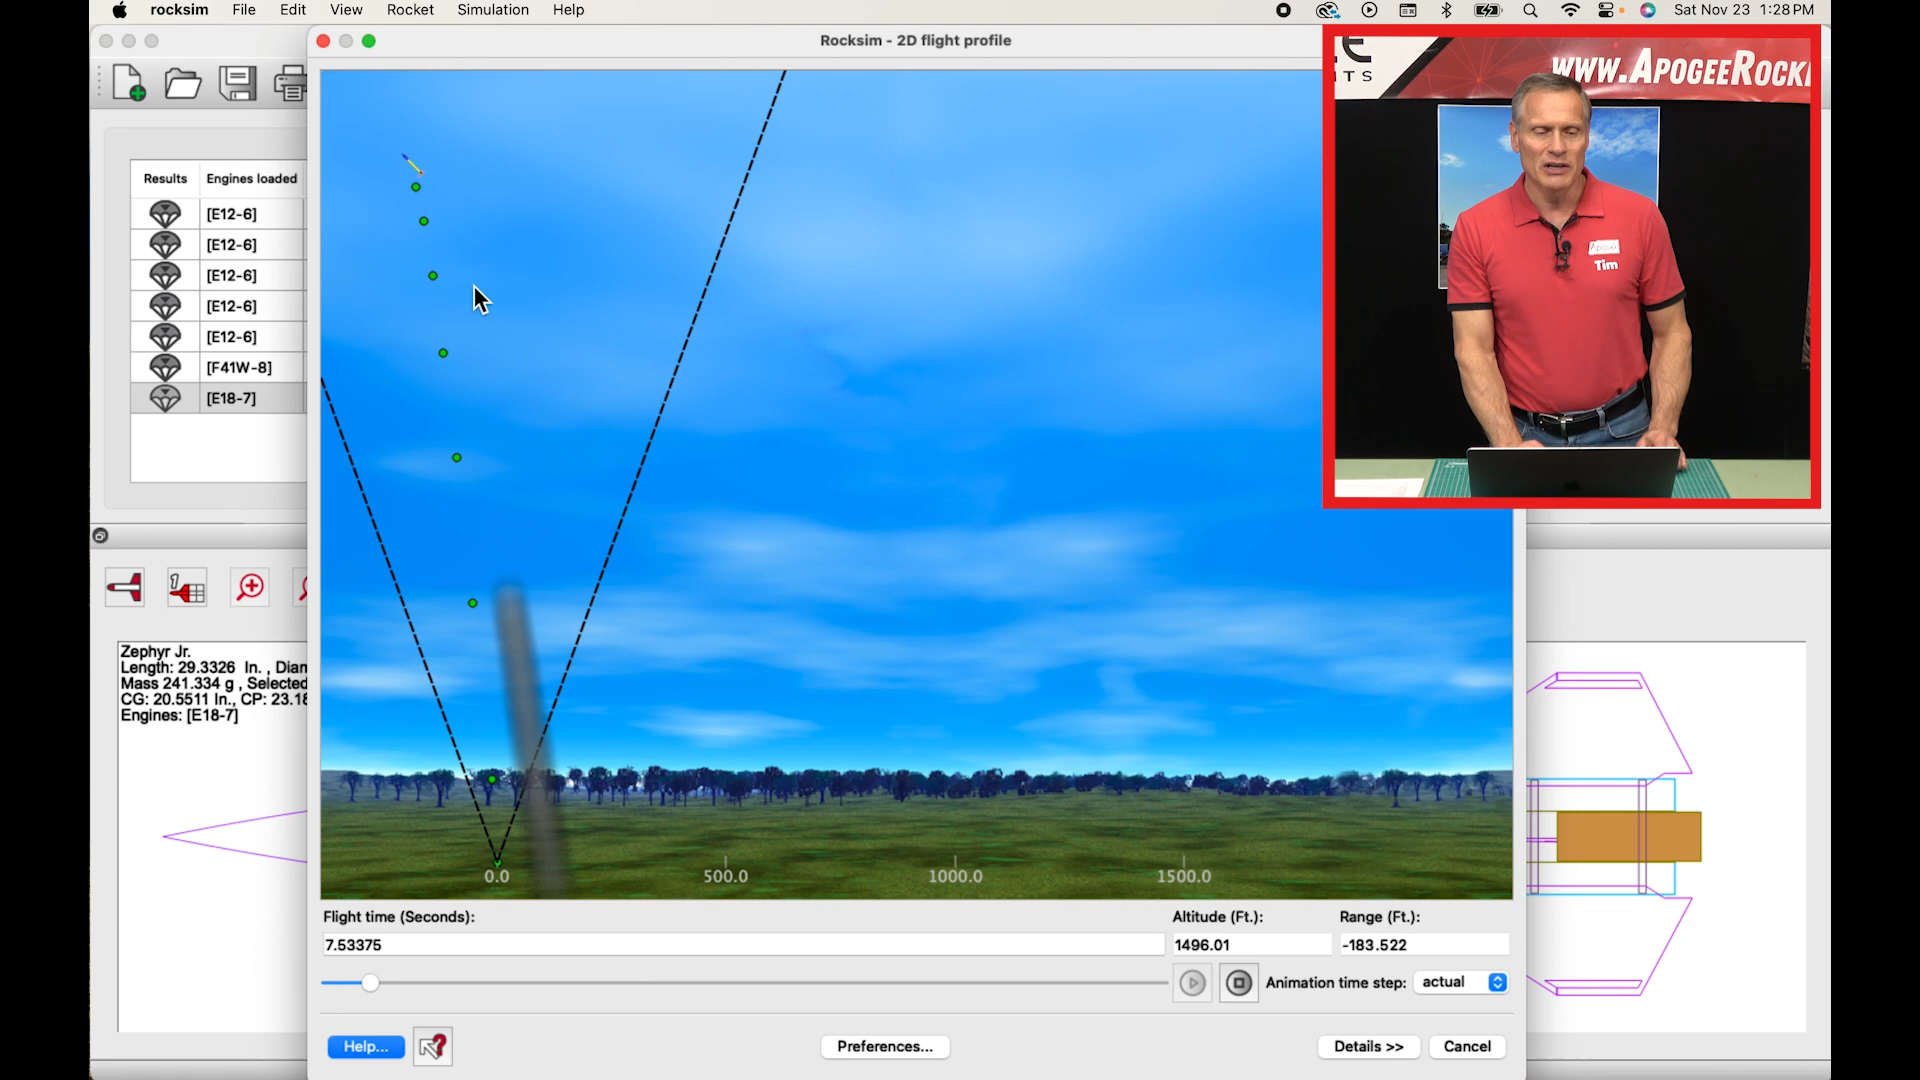 rocksim File Edit View Rocket Simulation Help Sat Nov 23 1:28 PM
Rocksim - 2D flight profile
TS
WWW.APOGEEROCK
Results Engines loaded
[E12-6]
[E12-6]
[E12-6]
[E12-6]
[E12-6]
[F41W-8]
[E18-7]
Apogee
Tim
Zephyr Jr.
Length: 29.3326 In. , Dian
Mass 241.334 g , Selected
CG: 20.5511 In., CP: 23.18
Engines: [E18-7]
0.0 500.0 1000.0 1500.0
Flight time (Seconds): Altitude (Ft.): Range (Ft.):
7.53375 1496.01 -183.522
Animation time step: actual
Help... Preferences... Details >> Cancel